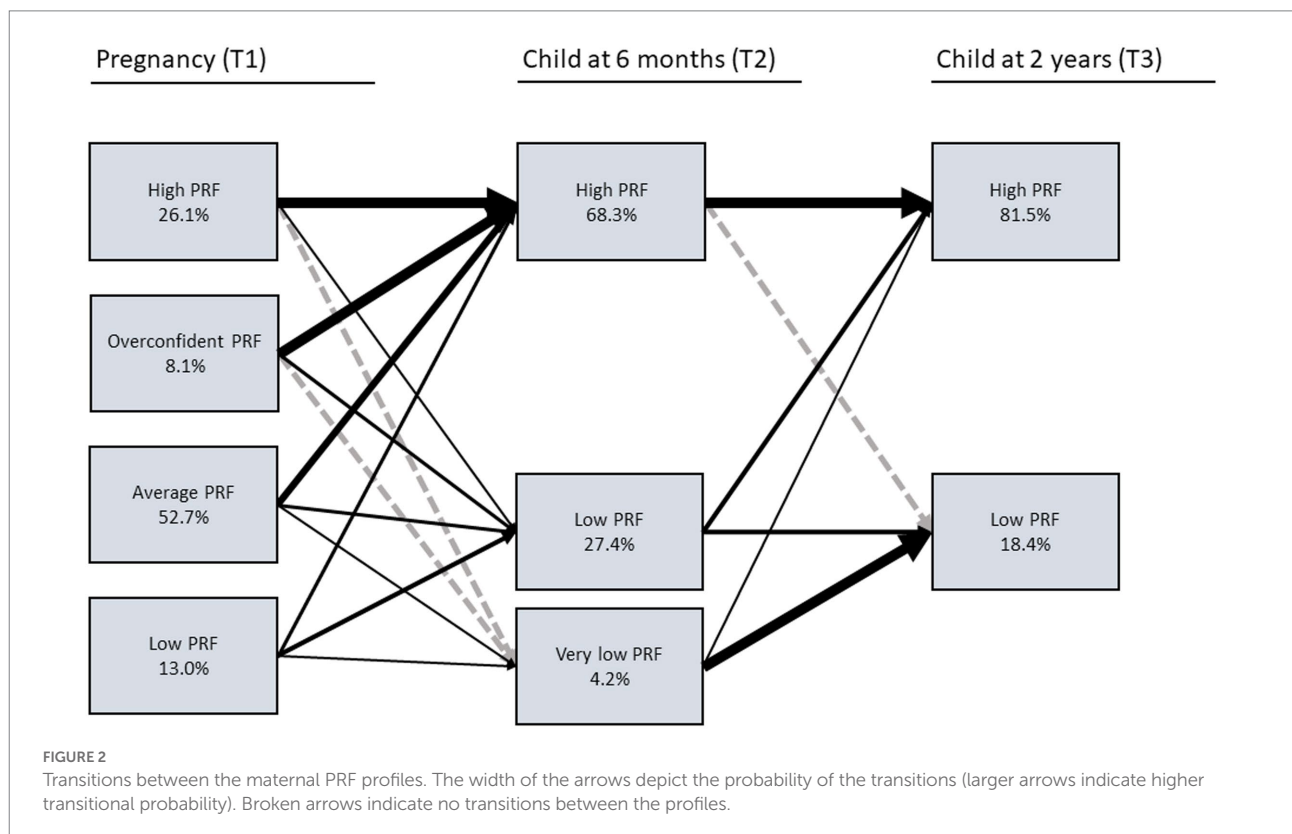 Pregnancy (T1)
Child at 6 months (T2)
Child at 2 years (T3)
High PRF
26.1%
High PRF
68.3%
High PRF
81.5%
Overconfident PRF
8.1%
Average PRF
52.7%
Low PRF
27.4%
Low PRF
18.4%
Low PRF
13.0%
Very low PRF
4.2%
FIGURE 2
Transitions between the maternal PRF profiles. The width of the arrows depict the probability of the transitions (larger arrows indicate higher
transitional probability). Broken arrows indicate no transitions between the profiles.